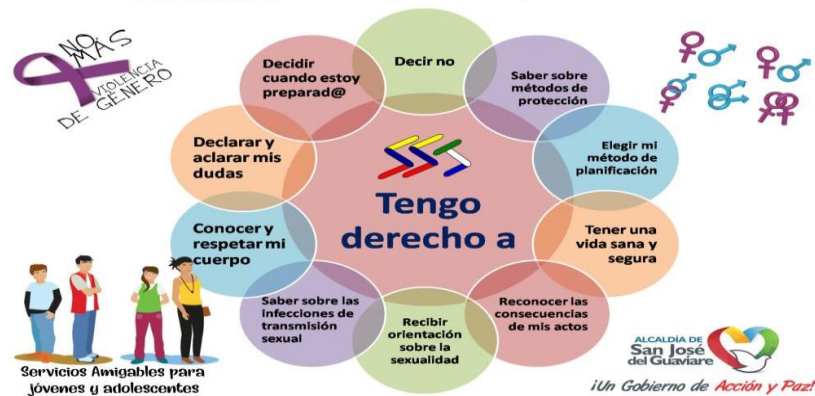 NO
MÁS
VIOLENCIA
DE GÉNERO
Decir no
Saber sobre
métodos de
protección
Elegir mi
método de
planificación
Tener una
vida sana y
segura
Reconocer las
consecuencias
de mis actos
Recibir
orientación
sobre la
sexualidad
Saber sobre las
infecciones de
transmisión
sexual
Conocer y
respetar mi
cuerpo
Declarar y
aclarar mis
dudas
Decidir
cuando estoy
preparad@
Tengo
derecho a
Servicios Amigables para
jóvenes y adolescentes
ALCALDÍA DE
San José
del Guaviare
¡Un Gobierno de Acción y Paz!